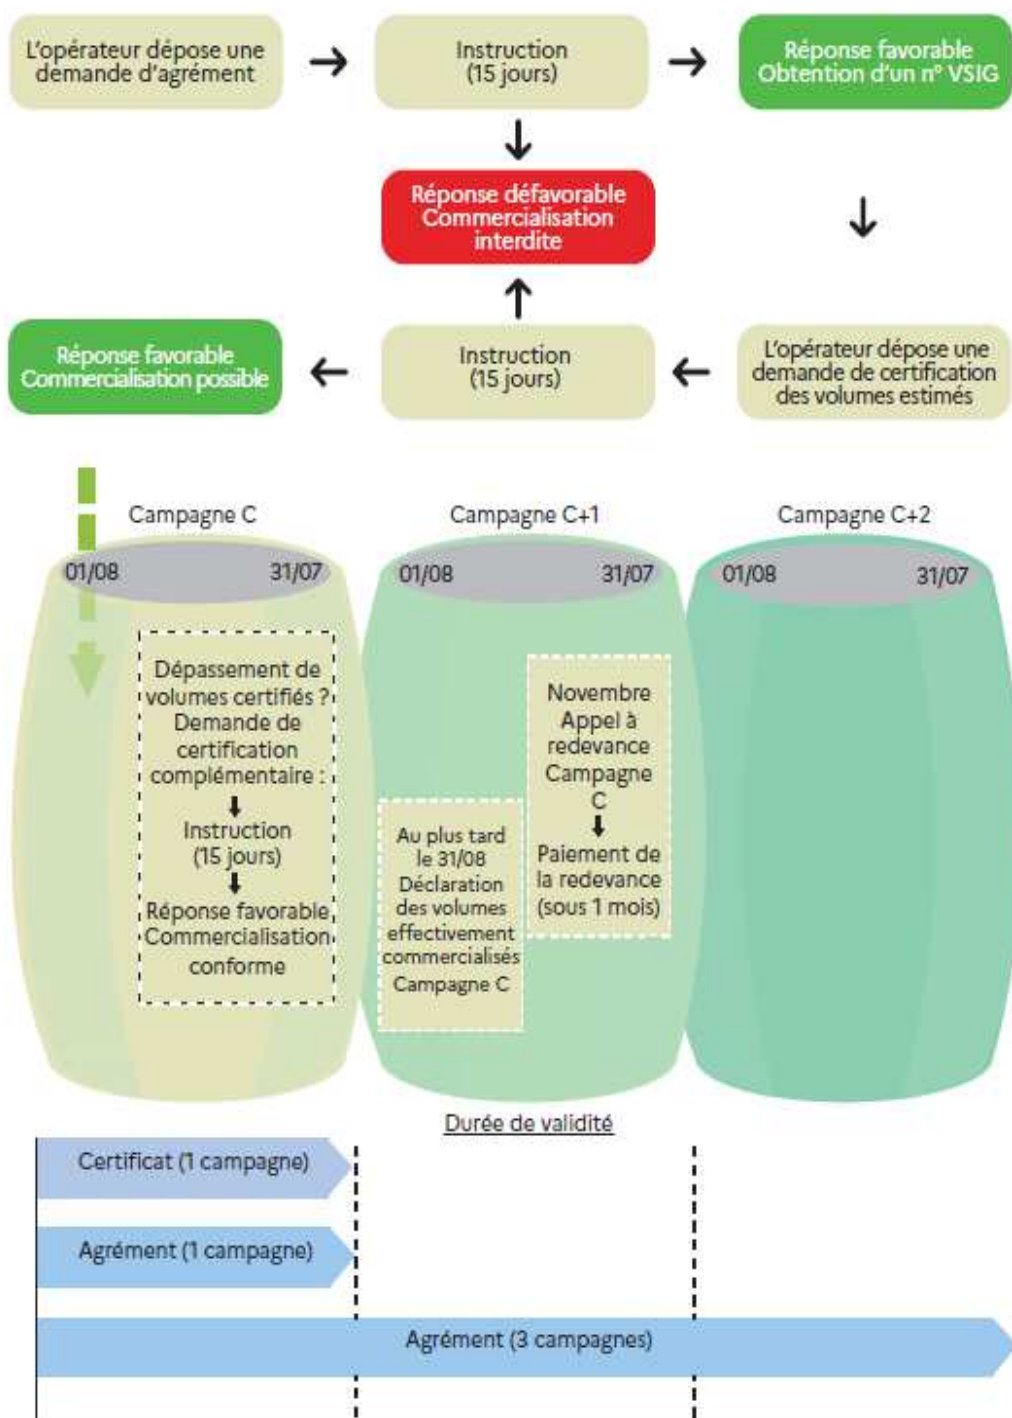 L'opérateur dépose une
demande d'agrément
Instruction
(15 jours)
Réponse favorable
Obtention d'un n° VSIG
Réponse défavorable
Commercialisation
interdite
Réponse favorable
Commercialisation possible
Instruction
(15 jours)
L'opérateur dépose une
demande de certification
des volumes estimés
Campagne C
Campagne C+1
Campagne C+2
01/08
31/07
01/08
31/07
01/08
31/07
Dépassement de
volumes certifiés ?
Demande de
certification
complémentaire :
Instruction
(15 jours)
Réponse favorable
Commercialisation
conforme
Au plus tard
le 31/08
Déclaration
des volumes
effectivement
commercialisés
Campagne C
Novembre
Appel à
redevance
Campagne
C
Paiement de
la redevance
(sous 1 mois)
Durée de validité
Certificat (1 campagne)
Agrément (1 campagne)
Agrément (3 campagnes)